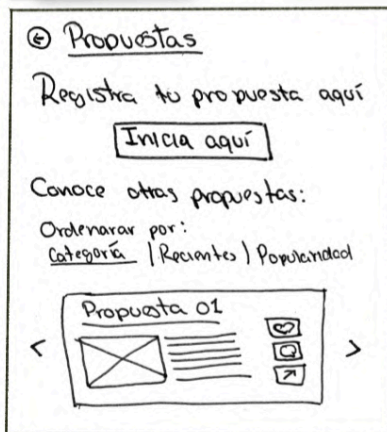 Propuestas
Registra tu propuesta aquí
Inicia aquí
Conoce otras propuestas:
Ordenarar por:
Categoría | Recientes | Popularidad
Propuesta 01
< >